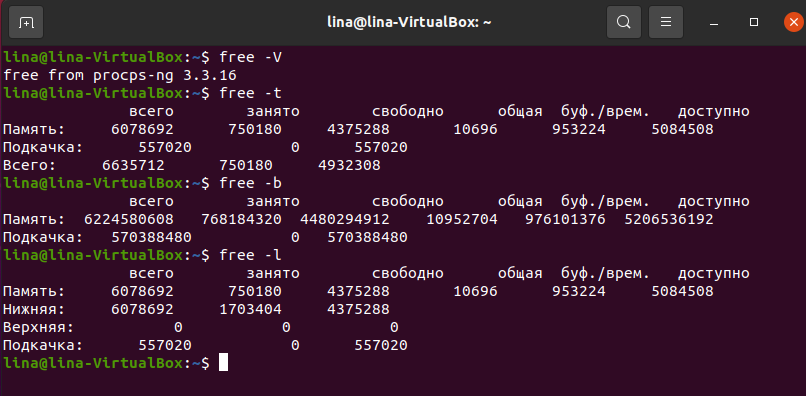 lina@lina-VirtualBox: ~
lina@lina-VirtualBox:~$ free -V
free from procps-ng 3.3.16
lina@lina-VirtualBox:~$ free -t
всего занято свободно общая буф./врем. доступно
Память: 6078692 750180 4375288 10696 953224 5084508
Подкачка: 557020 0 557020
Всего: 6635712 750180 4932308
lina@lina-VirtualBox:~$ free -b
всего занято свободно общая буф./врем. доступно
Память: 6224580608 768184320 4480294912 10952704 976101376 5206536192
Подкачка: 570388480 0 570388480
lina@lina-VirtualBox:~$ free -l
всего занято свободно общая буф./врем. доступно
Память: 6078692 750180 4375288 10696 953224 5084508
Нижняя: 6078692 1703404 4375288
Верхняя: 0 0 0
Подкачка: 557020 0 557020
lina@lina-VirtualBox:~$